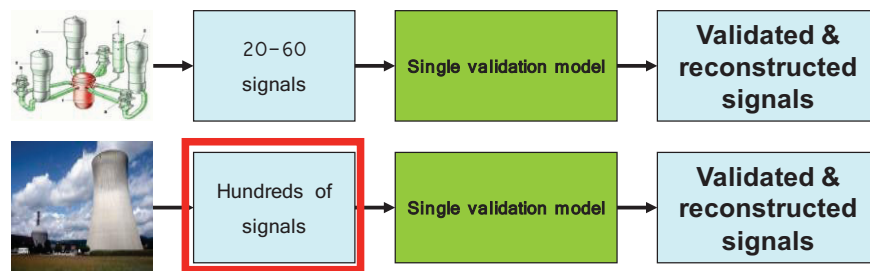 20-60
signals
Single validation model
Validated &
reconstructed
signals
Hundreds of
signals
Single validation model
Validated &
reconstructed
signals